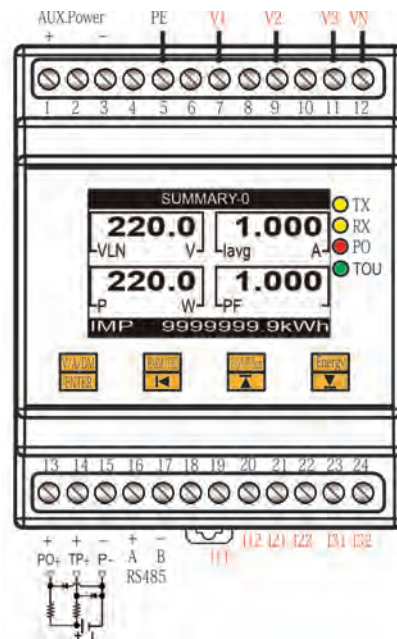 AUX.Power PE V1 V2 V3 VN
+ −
1 2 3 4 5 6 7 8 9 10 11 12
SUMMARY-0
220.0 1.000
VLN V Iavg A
220.0 1.000
P W PF
IMP 9999999.9kWh
TX
RX
PO
TOU
V/A/DM Energy
ENTER
13 14 15 16 17 18 19 20 21 22 23 24
+ + − + −
PO+ TP+ P- A B I11 I12 I21 I22 I31 I32
RS485
+